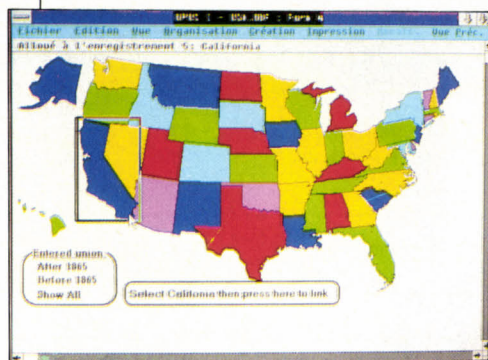 Fichier Edition Vue Organisation Création Impression Vue Préc.
Alloué à l'enregistrement 5: California
Entered union
After 1865
Before 1865
Show All
Select California then press here to link